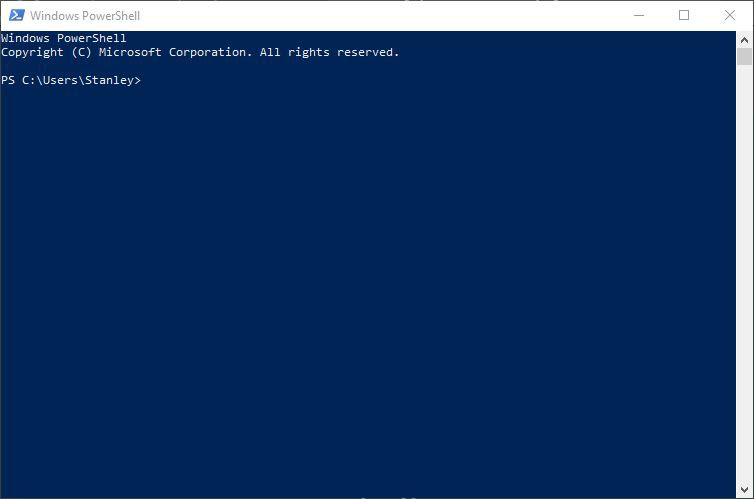 Windows PowerShell
Windows PowerShell
Copyright (C) Microsoft Corporation. All rights reserved.
PS C:\Users\Stanley>